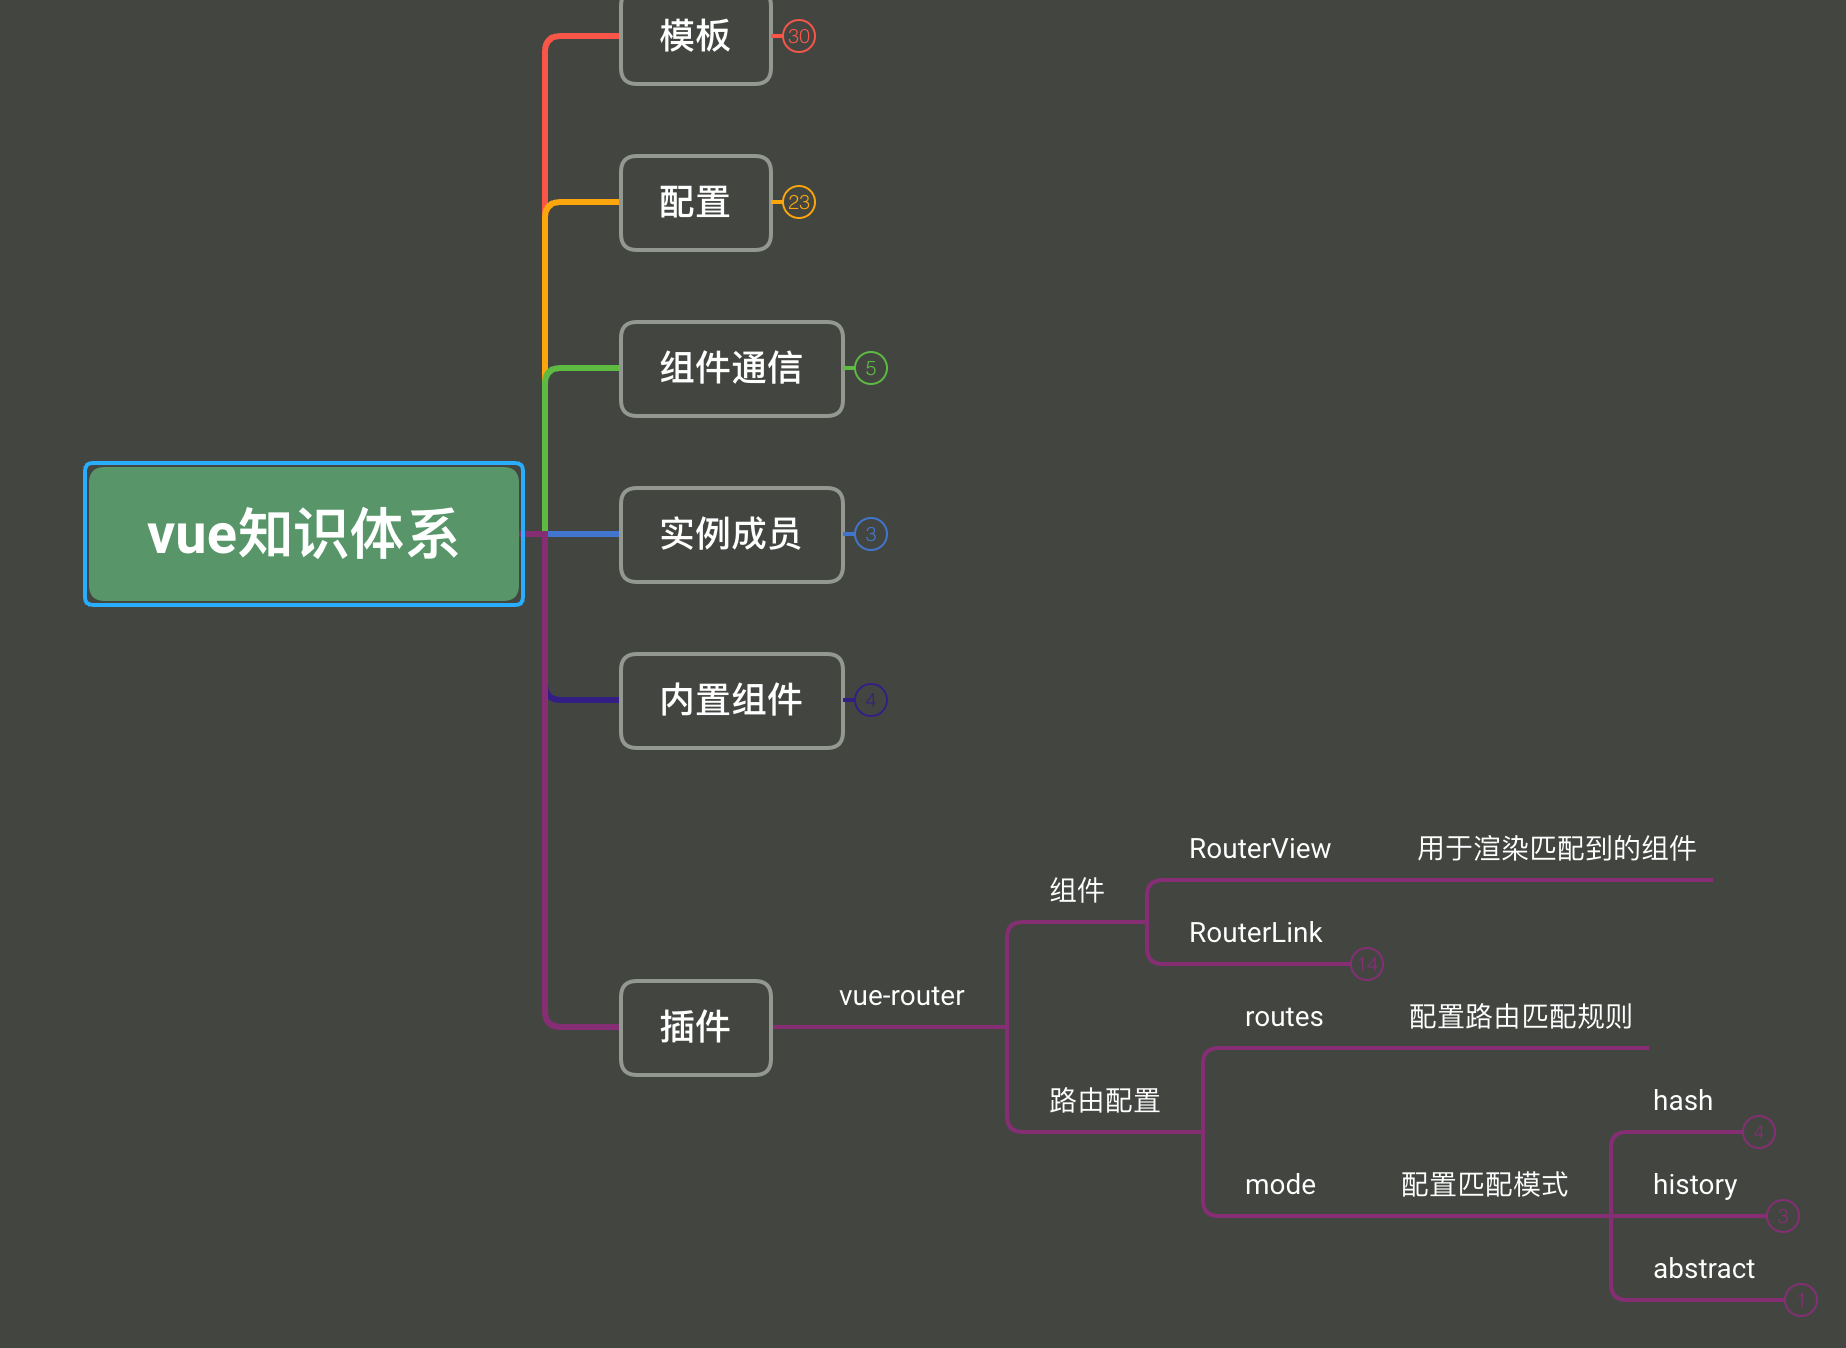 模板
30
配置
23
组件通信
5
vue知识体系
实例成员
3
内置组件
4
插件
vue-router
组件
RouterView
用于渲染匹配到的组件
RouterLink
14
路由配置
routes
配置路由匹配规则
mode
配置匹配模式
hash
4
history
3
abstract
1